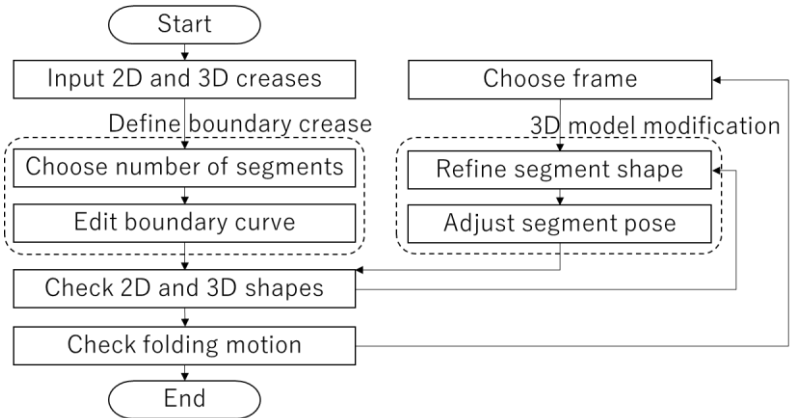 Start
Input 2D and 3D creases
Define boundary crease
Choose number of segments
Edit boundary curve
Check 2D and 3D shapes
Check folding motion
End
Choose frame
3D model modification
Refine segment shape
Adjust segment pose